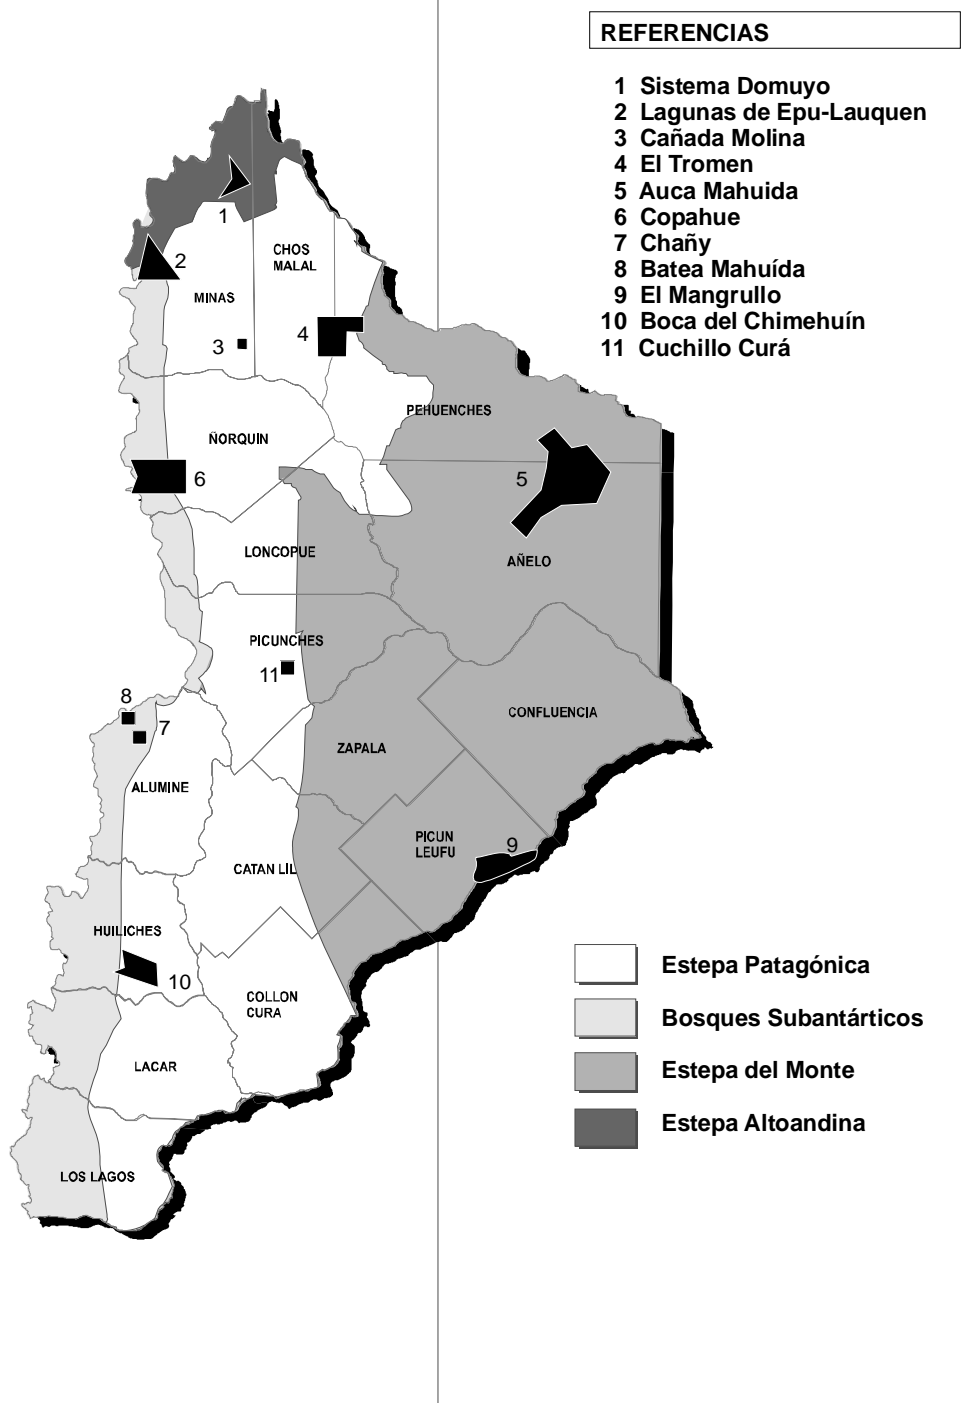 REFERENCIAS
1 Sistema Domuyo
2 Lagunas de Epu-Lauquen
3 Cañada Molina
4 El Tromen
5 Auca Mahuida
6 Copahue
7 Chañy
8 Batea Mahuída
9 El Mangrullo
10 Boca del Chimehuín
11 Cuchillo Curá
1
2
CHOS
MALAL
MINAS
3
4
PEHUENCHES
ÑORQUIN
6
5
LONCOPUE
AÑELO
PICUNCHES
11
8
7
CONFLUENCIA
ZAPALA
ALUMINE
PICUN
LEUFU
9
CATAN LIL
HUILICHES
10
COLLON
CURA
LACAR
LOS LAGOS
Estepa Patagónica
Bosques Subantárticos
Estepa del Monte
Estepa Altoandina